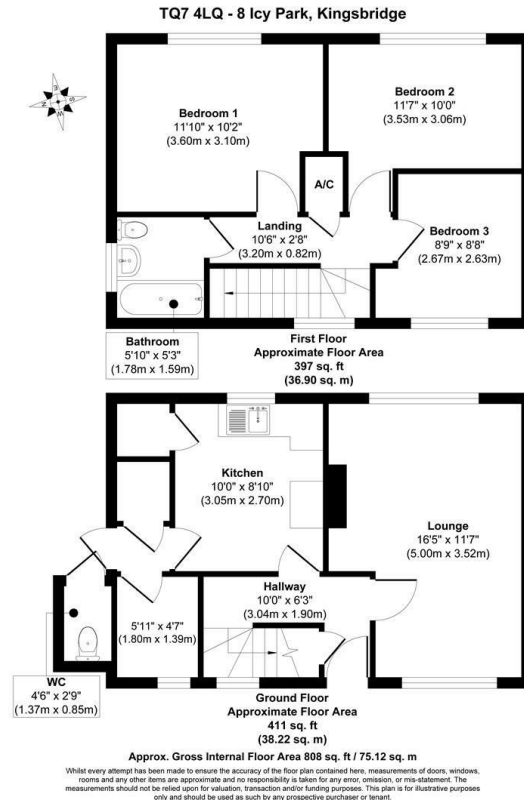 TQ7 4LQ - 8 Icy Park, Kingsbridge
Bedroom 1
11'10" x 10'2"
(3.60m x 3.10m)
Bedroom 2
11'7" x 10'0"
(3.53m x 3.06m)
A/C
Landing
10'6" x 2'8"
(3.20m x 0.82m)
Bedroom 3
8'9" x 8'8"
(2.67m x 2.63m)
Bathroom
5'10" x 5'3"
(1.78m x 1.59m)
First Floor
Approximate Floor Area
397 sq. ft
(36.90 sq. m)
Kitchen
10'0" x 8'10"
(3.05m x 2.70m)
Lounge
16'5" x 11'7"
(5.00m x 3.52m)
Hallway
10'0" x 6'3"
(3.04m x 1.90m)
5'11" x 4'7"
(1.80m x 1.39m)
WC
4'6" x 2'9"
(1.37m x 0.85m)
Ground Floor
Approximate Floor Area
411 sq. ft
(38.22 sq. m)
Approx. Gross Internal Floor Area 808 sq. ft / 75.12 sq. m
Whilst every attempt has been made to ensure the accuracy of the floor plan contained here, measurements of doors, windows,
rooms and any other items are approximate and no responsibility is taken for any error, omission, or mis-statement. The
measurements should not be relied upon for valuation, transaction and/or funding purposes. This plan is for illustrative purposes
only and should be used as such by any prospective purchaser or tenant.